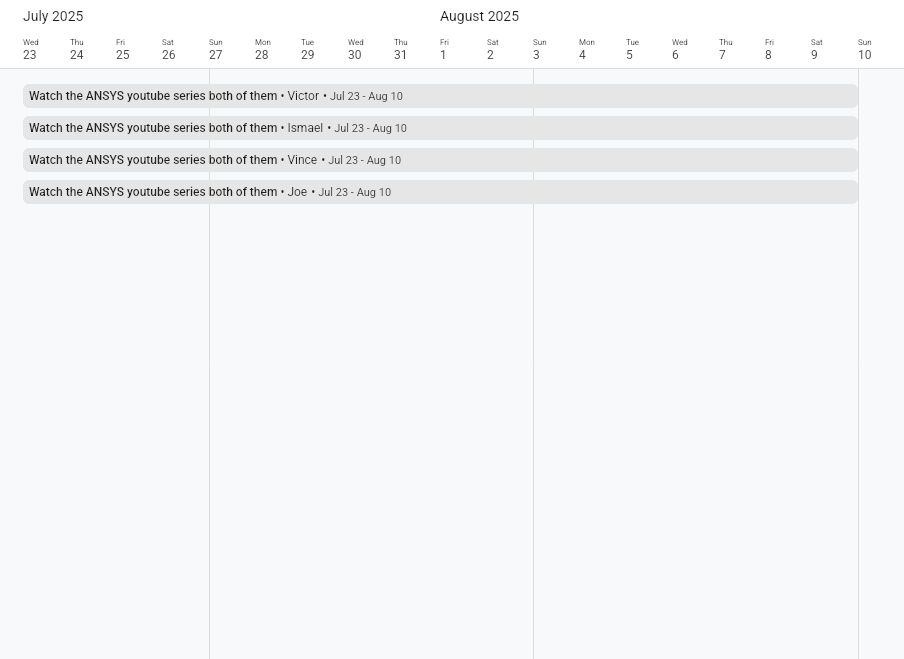 July 2025 August 2025
Wed Thu Fri Sat Sun Mon Tue Wed Thu Fri Sat Sun Mon Tue Wed Thu Fri Sat Sun
23 24 25 26 27 28 29 30 31 1 2 3 4 5 6 7 8 9 10
Watch the ANSYS youtube series both of them • Victor • Jul 23 - Aug 10
Watch the ANSYS youtube series both of them • Ismael • Jul 23 - Aug 10
Watch the ANSYS youtube series both of them • Vince • Jul 23 - Aug 10
Watch the ANSYS youtube series both of them • Joe • Jul 23 - Aug 10